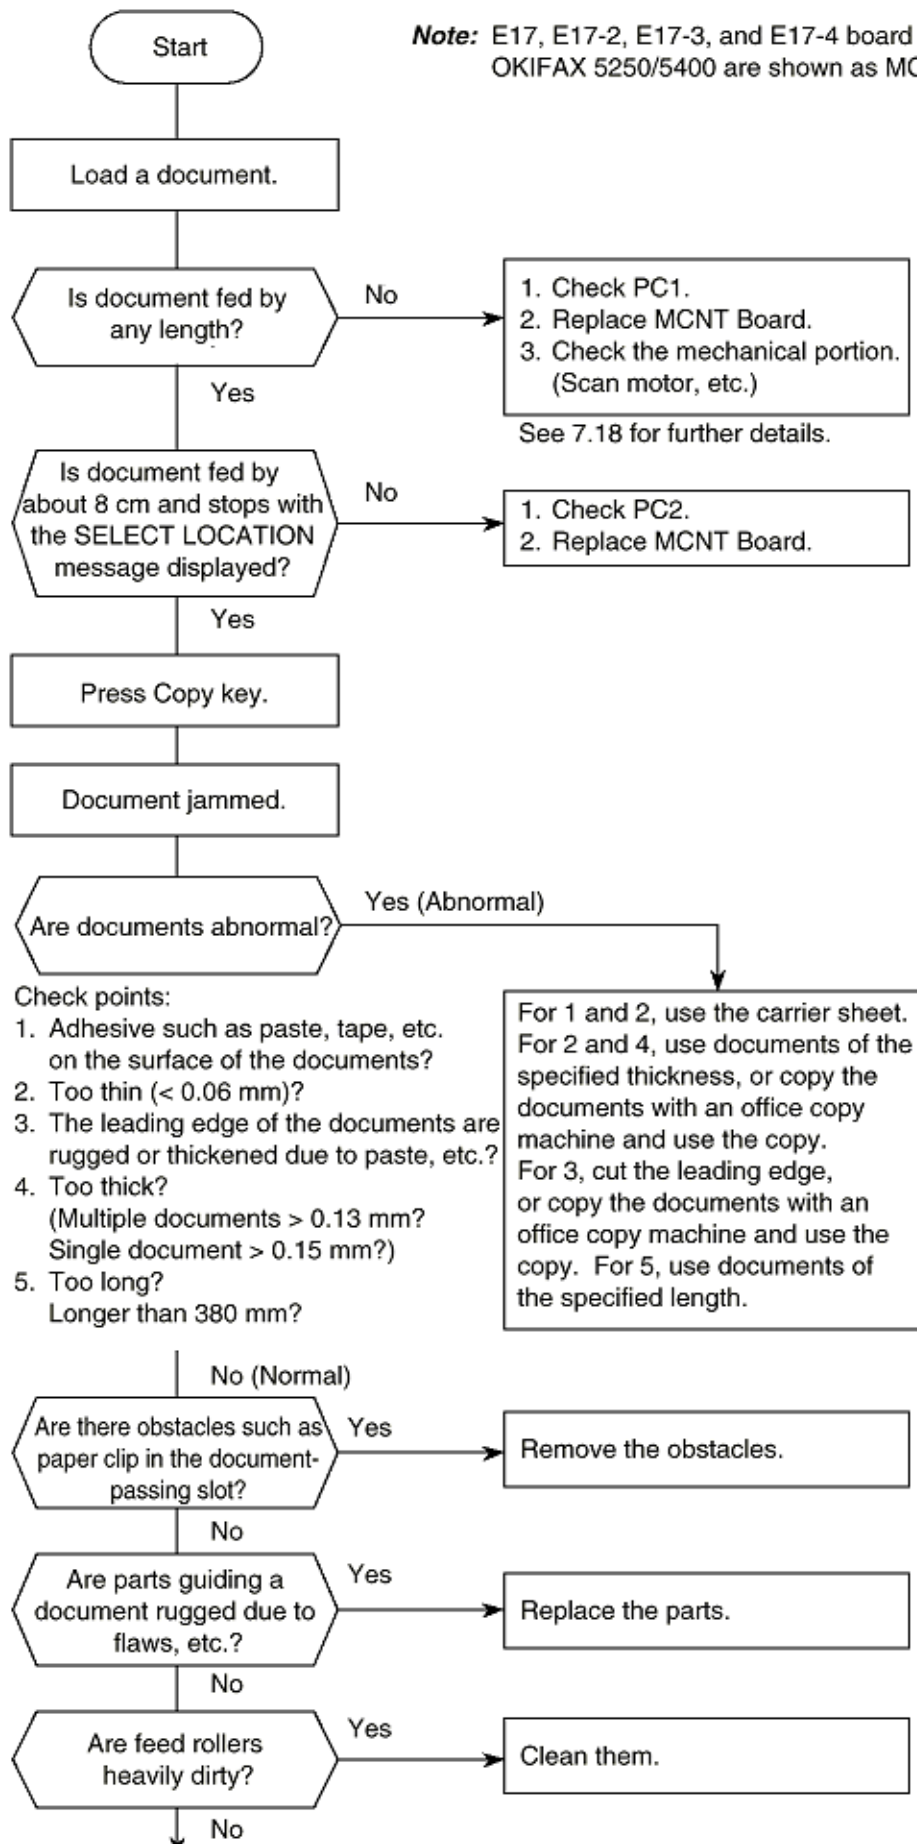 Start
Note: E17, E17-2, E17-3, and E17-4 board
OKIFAX 5250/5400 are shown as
Load a document.
Is document fed by
any length?
No
1. Check PC1.
2. Replace MCNT Board.
3. Check the mechanical portion.
(Scan motor, etc.)
See 7.18 for further details.
Yes
Is document fed by
about 8 cm and stops with
the SELECT LOCATION
message displayed?
No
1. Check PC2.
2. Replace MCNT Board.
Yes
Press Copy key.
Document jammed.
Are documents abnormal?
Yes (Abnormal)
Check points:
1. Adhesive such as paste, tape, etc.
on the surface of the documents?
2. Too thin (< 0.06 mm)?
3. The leading edge of the documents are
rugged or thickened due to paste, etc.?
4. Too thick?
(Multiple documents > 0.13 mm?
Single document > 0.15 mm?)
5. Too long?
Longer than 380 mm?
For 1 and 2, use the carrier sheet.
For 2 and 4, use documents of the
specified thickness, or copy the
documents with an office copy
machine and use the copy.
For 3, cut the leading edge,
or copy the documents with an
office copy machine and use the
copy. For 5, use documents of
the specified length.
No (Normal)
Are there obstacles such as
paper clip in the document-
passing slot?
Yes
Remove the obstacles.
No
Are parts guiding a
document rugged due to
flaws, etc.?
Yes
Replace the parts.
No
Are feed rollers
heavily dirty?
Yes
Clean them.
No